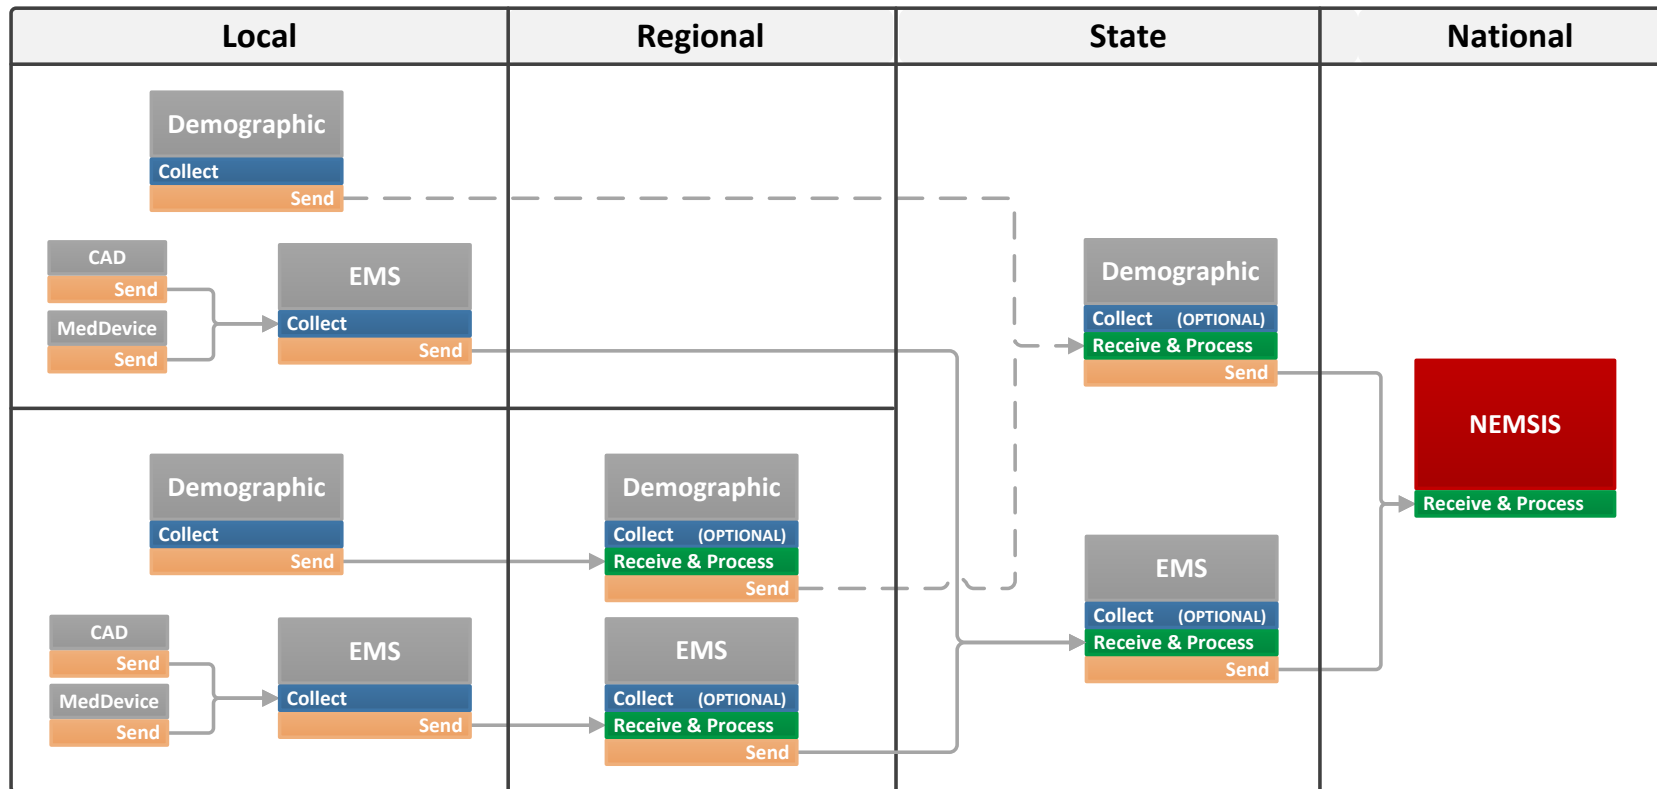 Local
Regional
State
National
Demographic
Collect
Send
CAD
Send
MedDevice
Send
EMS
Collect
Send
Demographic
Collect (OPTIONAL)
Receive & Process
Send
NEMSIS
Receive & Process
Demographic
Collect
Send
Demographic
Collect (OPTIONAL)
Receive & Process
Send
CAD
Send
MedDevice
Send
EMS
Collect
Send
EMS
Collect (OPTIONAL)
Receive & Process
Send
EMS
Collect (OPTIONAL)
Receive & Process
Send